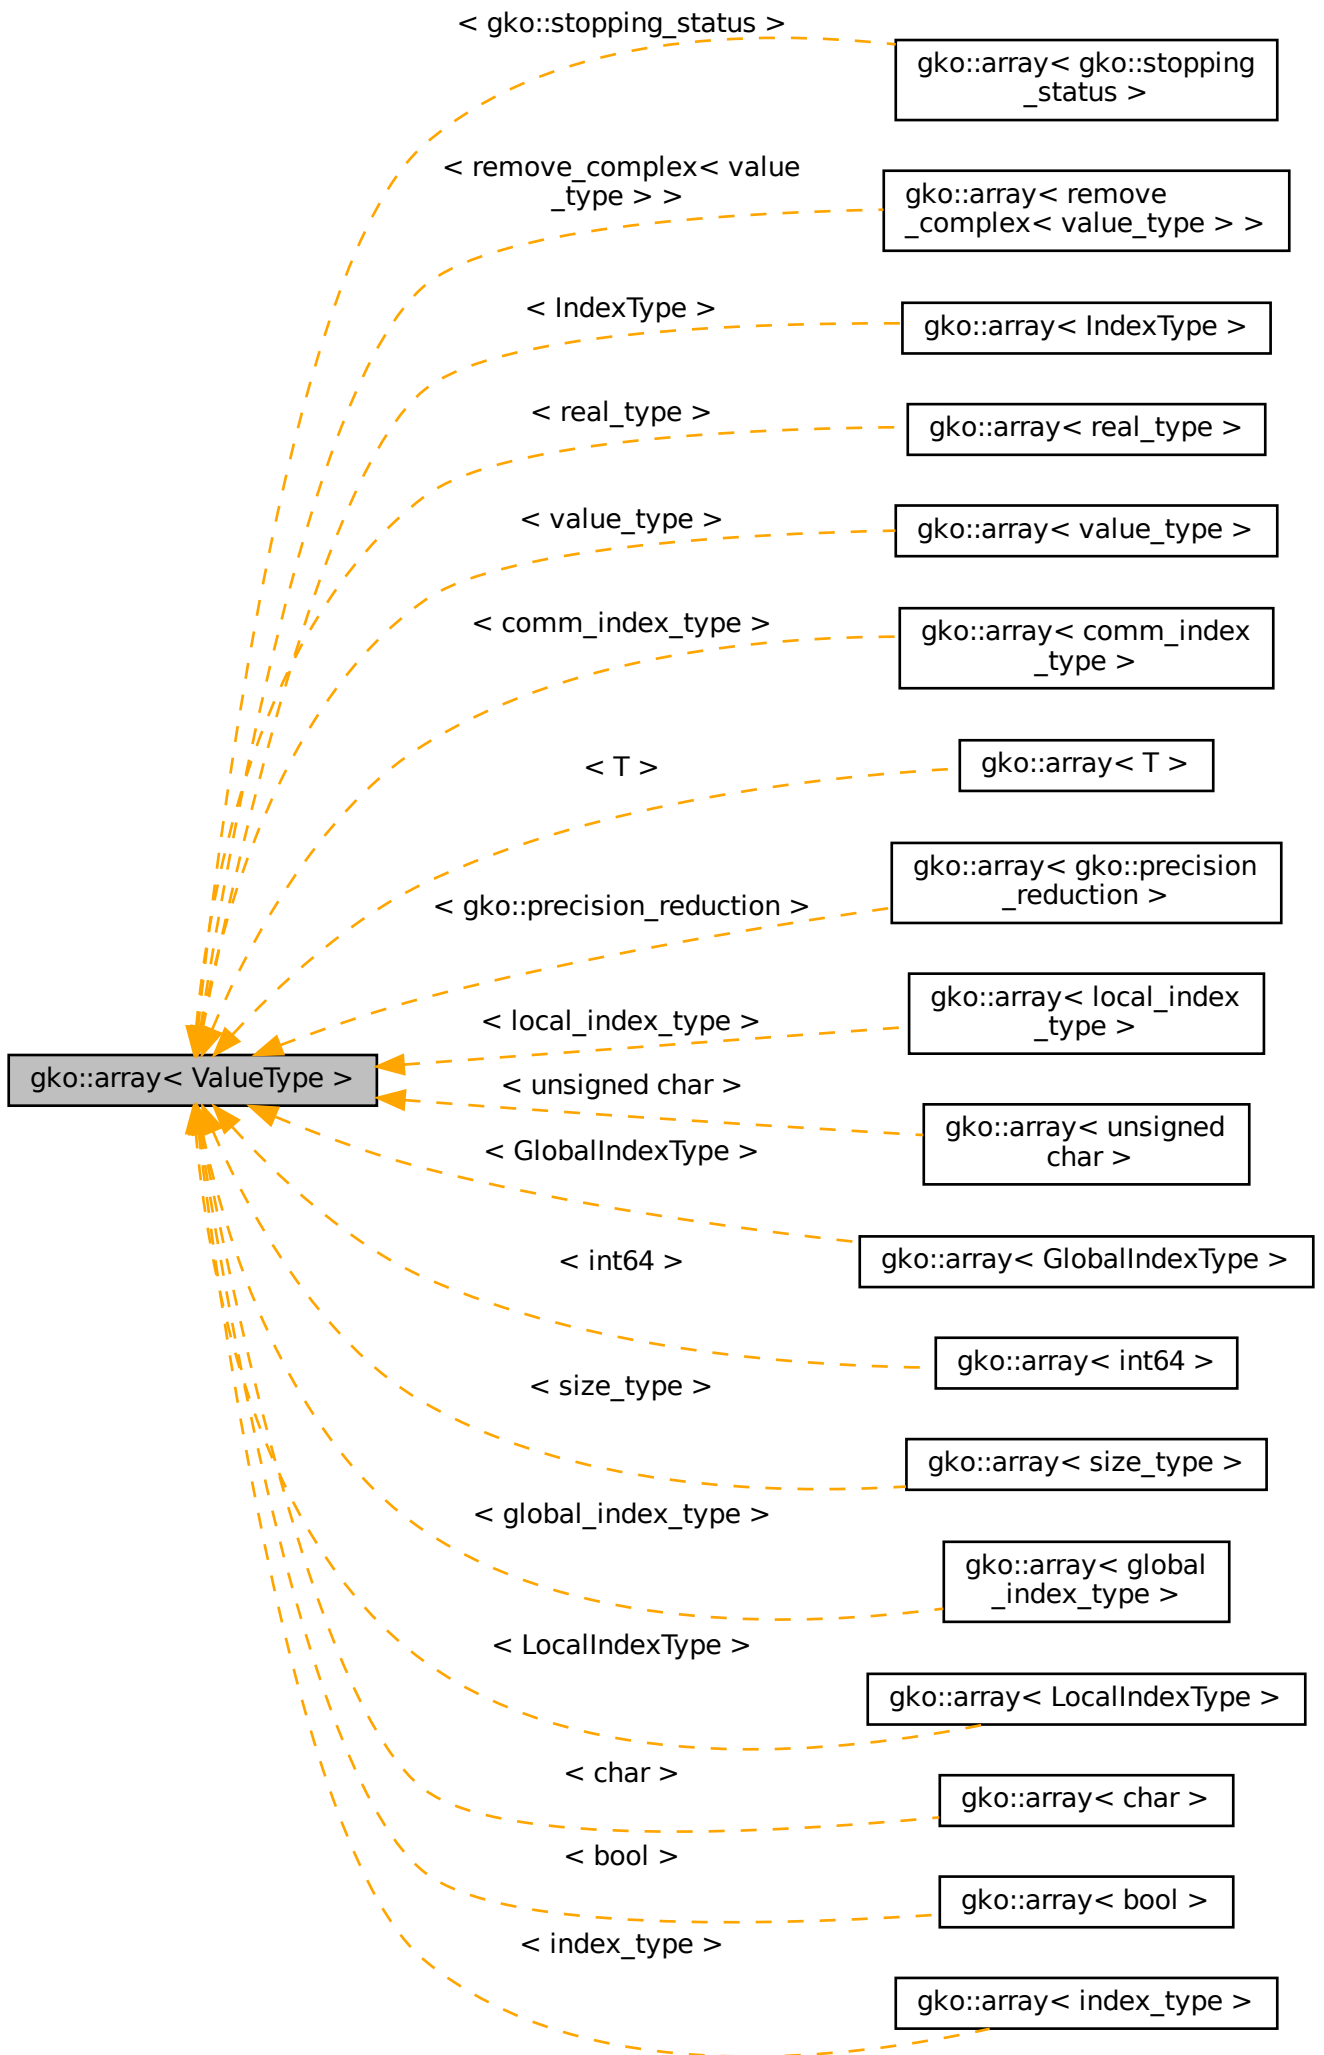 < gko::stopping_status >
gko::array< gko::stopping
_status >
< remove_complex< value
_type > >
gko::array< remove
_complex< value_type > >
< IndexType >
gko::array< IndexType >
< real_type >
gko::array< real_type >
< value_type >
gko::array< value_type >
< comm_index_type >
gko::array< comm_index
_type >
< T >
gko::array< T >
gko::array< gko::precision
_reduction >
< gko::precision_reduction >
gko::array< local_index
_type >
< local_index_type >
gko::array< ValueType >
< unsigned char >
gko::array< unsigned
char >
< GlobalIndexType >
gko::array< GlobalIndexType >
< int64 >
gko::array< int64 >
< size_type >
gko::array< size_type >
< global_index_type >
gko::array< global
_index_type >
< LocalIndexType >
gko::array< LocalIndexType >
< char >
gko::array< char >
< bool >
gko::array< bool >
< index_type >
gko::array< index_type >